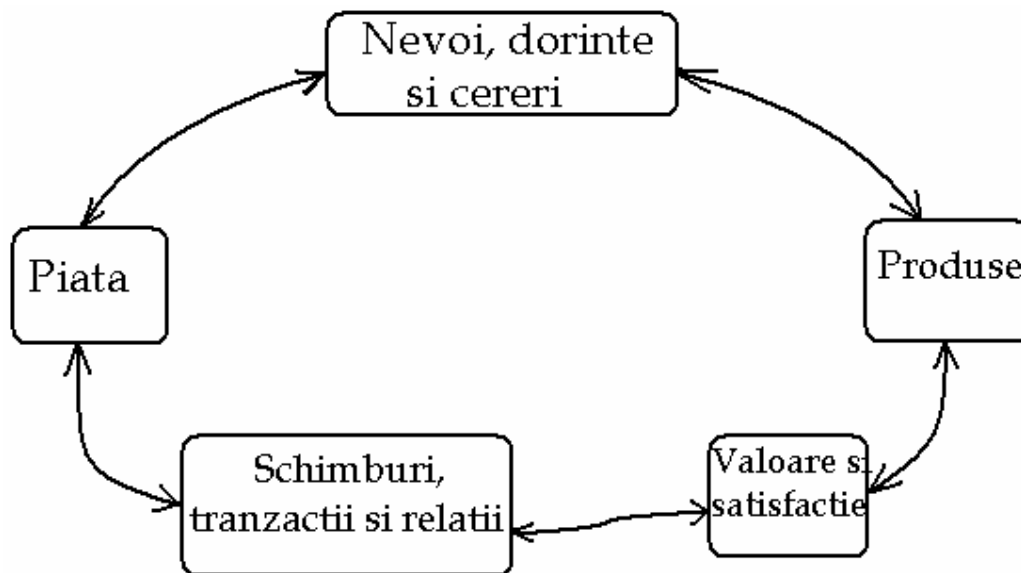 Nevoi, dorinte
si cereri
Piata
Produse
Schimburi,
tranzactii si relatii
Valoare si
satisfactie